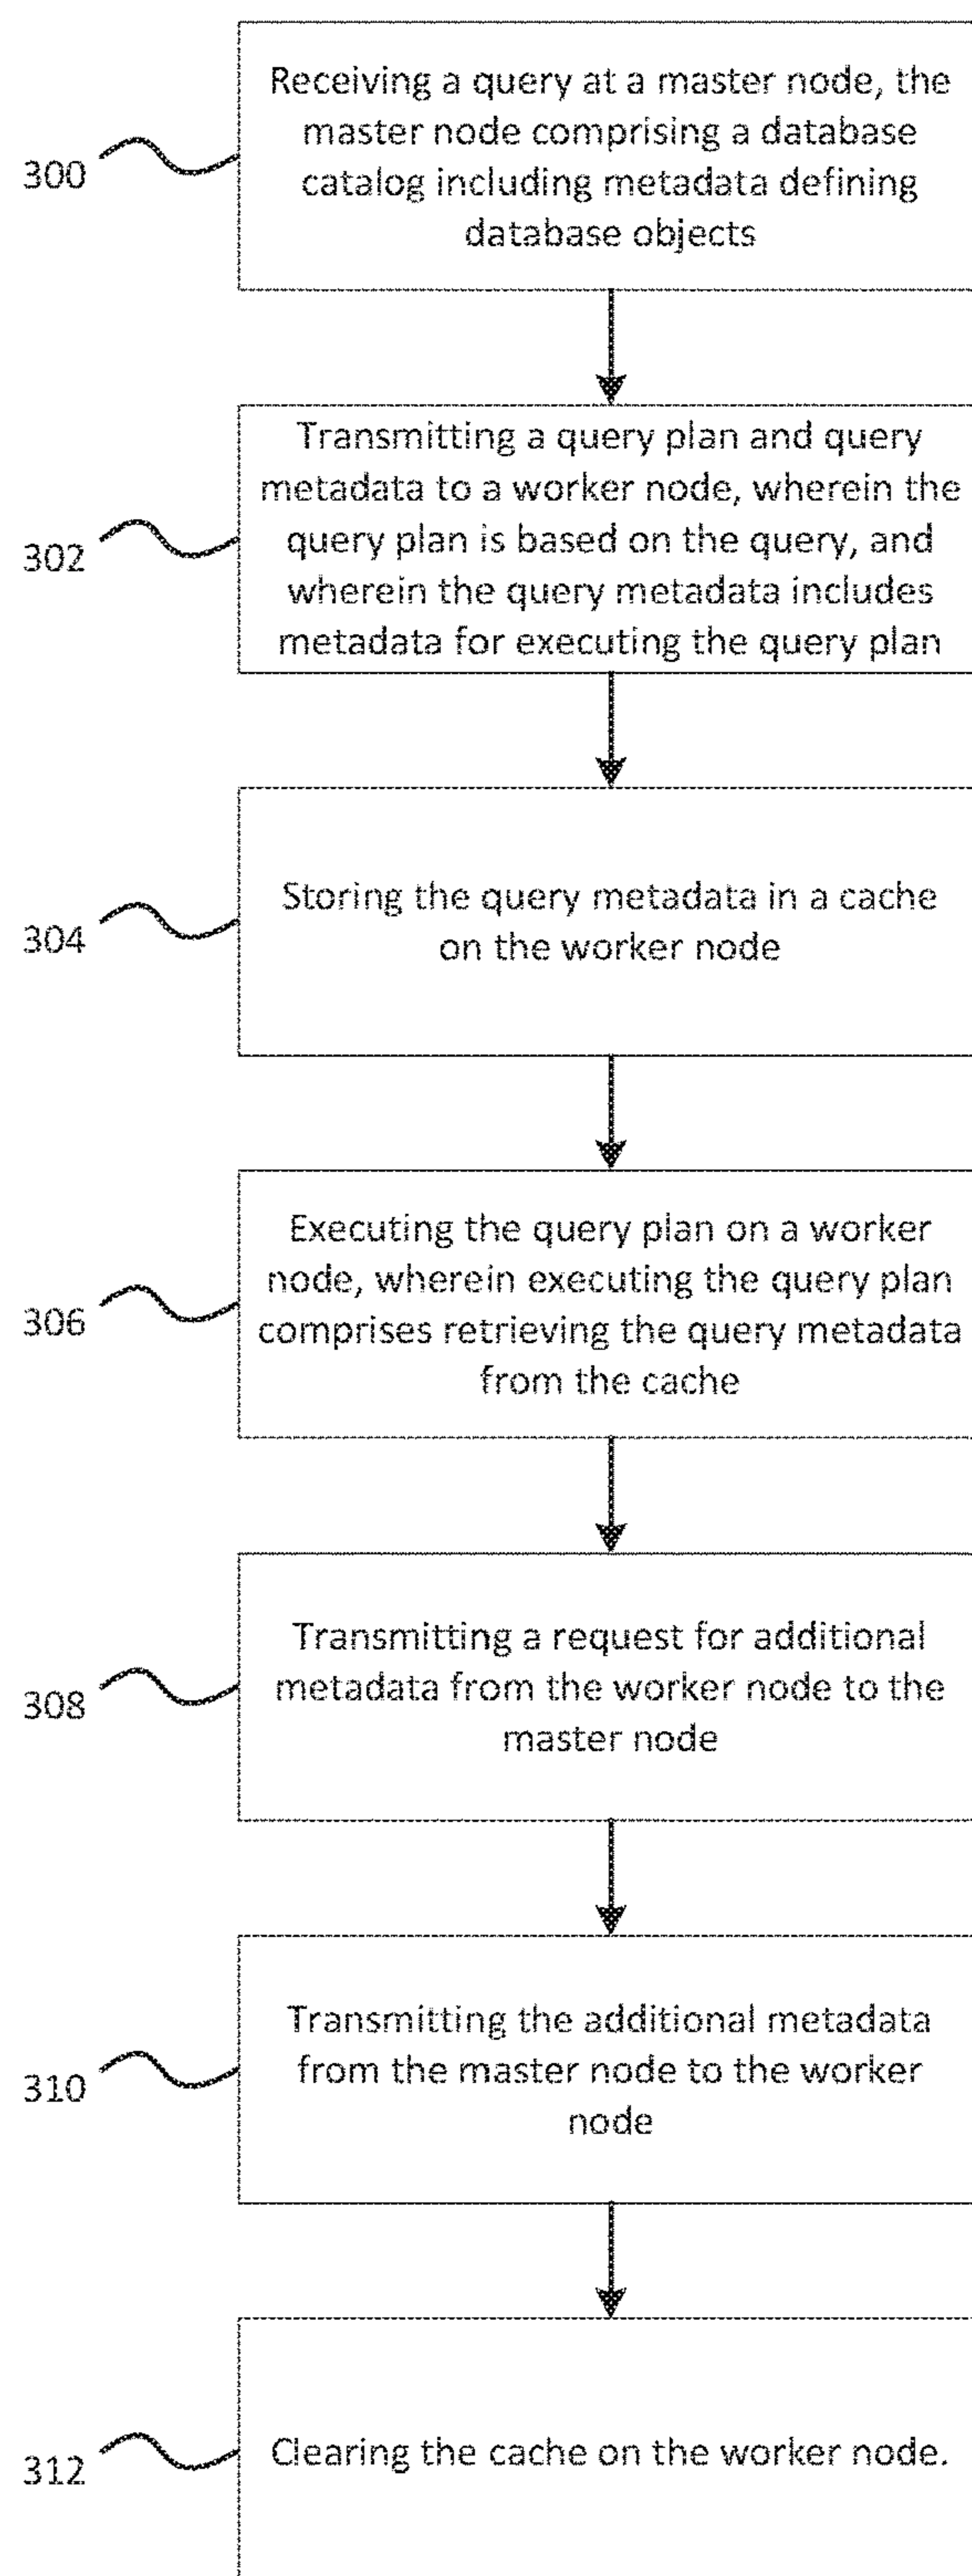 Receiving a query at a master node, the
master node comprising a database
catalog including metadata defining
database objects
300
Transmitting a query plan and query
metadata to a worker node, wherein the
query plan is based on the query, and
wherein the query metadata includes
metadata for executing the query plan
302
Storing the query metadata in a cache
on the worker node
304
Executing the query plan on a worker
node, wherein executing the query plan
comprises retrieving the query metadata
from the cache
306
Transmitting a request for additional
metadata from the worker node to the
master node
308
Transmitting the additional metadata
from the master node to the worker
node
310
Clearing the cache on the worker node.
312